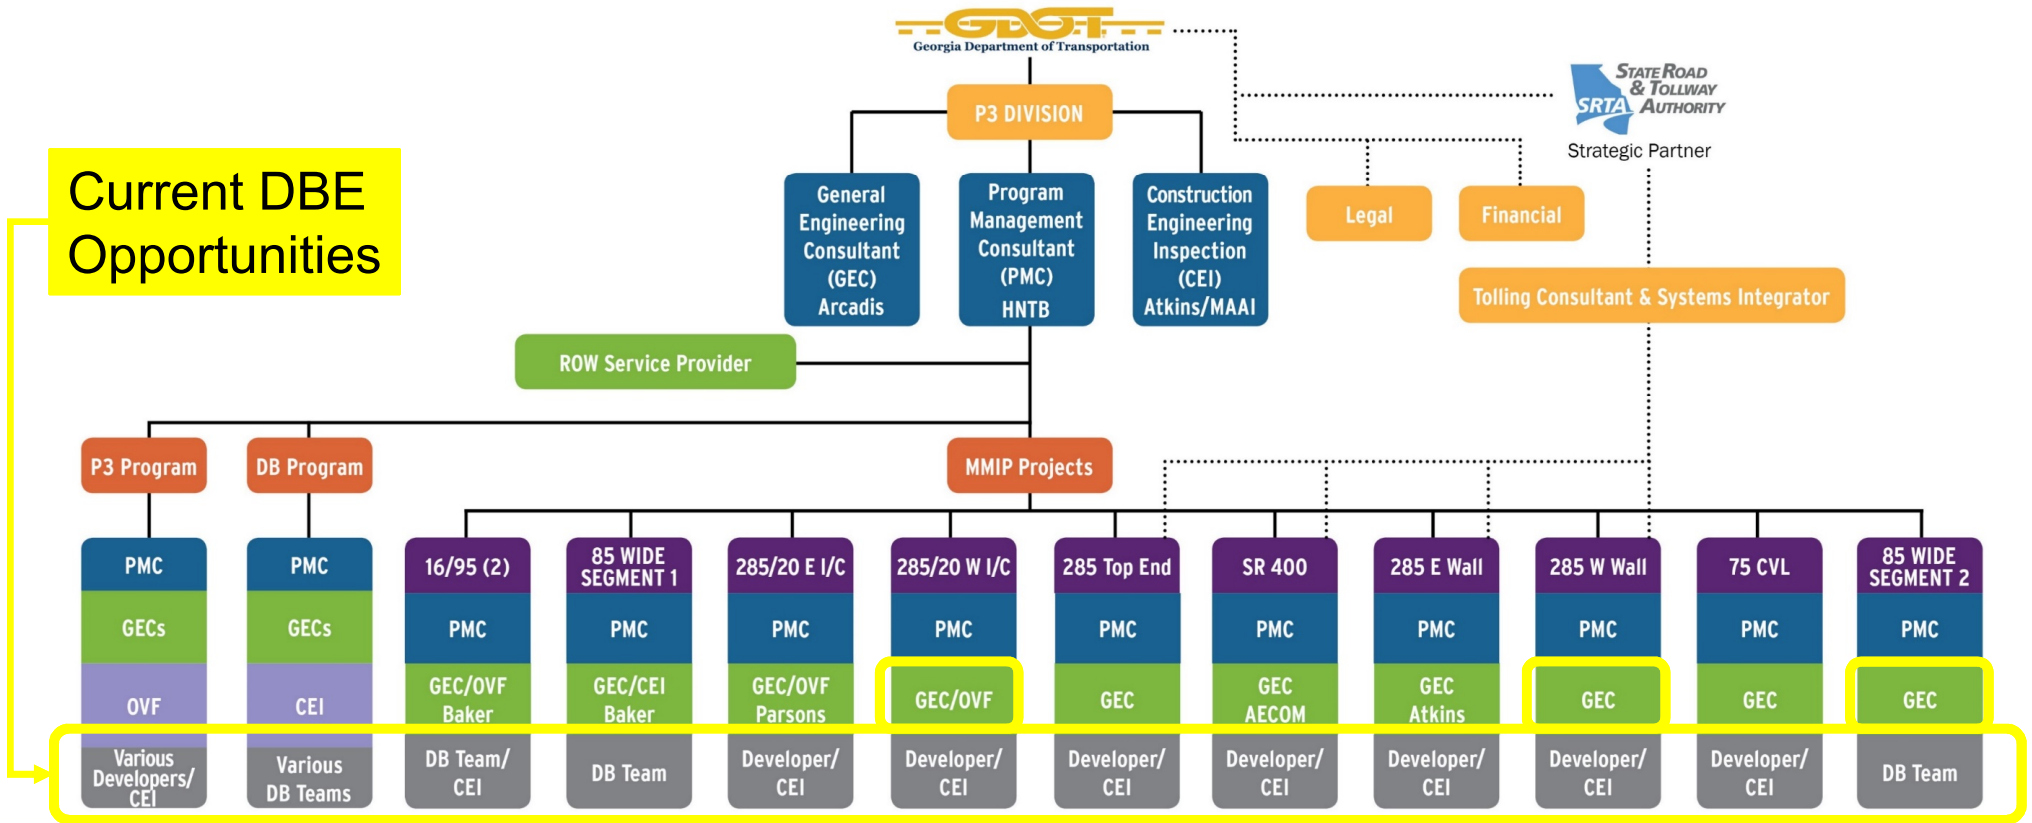 GDOT
Georgia Department of Transportation
STATE ROAD
& TOLLWAY
SRTA AUTHORITY
Strategic Partner
P3 DIVISION
Current DBE
Opportunities
General
Engineering
Consultant
(GEC)
Arcadis
Program
Management
Consultant
(PMC)
HNTB
Construction
Engineering
Inspection
(CEI)
Atkins/MAAI
Legal
Financial
Tolling Consultant & Systems Integrator
ROW Service Provider
P3 Program
DB Program
MMIP Projects
PMC
GECs
OVF
Various
Developers/
CEI
PMC
GECs
CEI
Various
DB Teams
16/95 (2)
PMC
GEC/OVF
Baker
DB Team/
CEI
85 WIDE
SEGMENT 1
PMC
GEC/CEI
Baker
DB Team
285/20 E I/C
PMC
GEC/OVF
Parsons
Developer/
CEI
285/20 W I/C
PMC
GEC/OVF
Developer/
CEI
285 Top End
PMC
GEC
Developer/
CEI
SR 400
PMC
GEC
AECOM
Developer/
CEI
285 E Wall
PMC
GEC
Atkins
Developer/
CEI
285 W Wall
PMC
GEC
Developer/
CEI
75 CVL
PMC
GEC
Developer/
CEI
85 WIDE
SEGMENT 2
PMC
GEC
DB Team